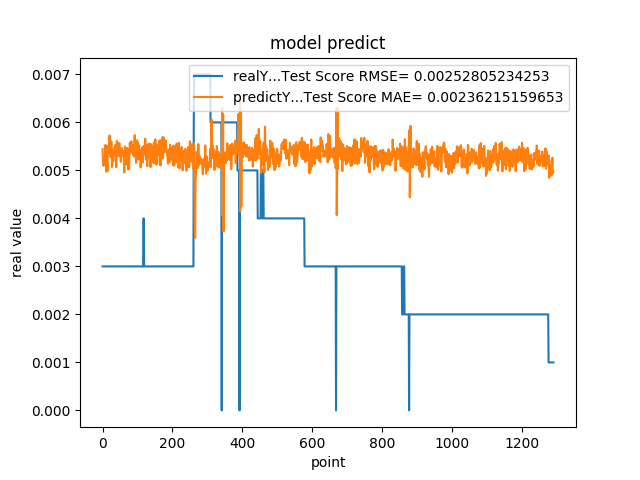 model predict
realY...Test Score RMSE= 0.00252805234253
predictY...Test Score MAE= 0.00236215159653
0.007
0.006
0.005
0.004
0.003
0.002
0.001
0.000
real value
0 200 400 600 800 1000 1200
point